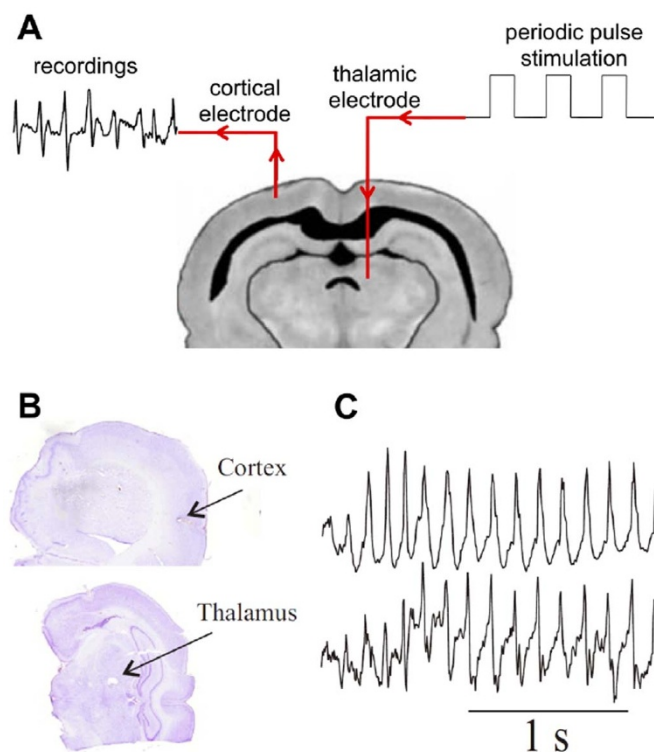 A
recordings
cortical
electrode
thalamic
electrode
periodic pulse
stimulation
B
Cortex
Thalamus
C
1 s